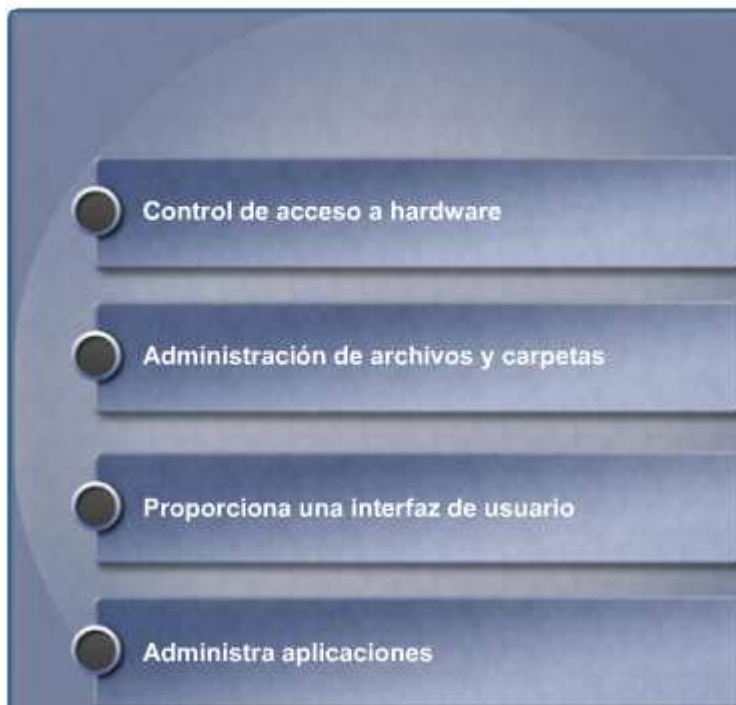 Control de acceso a hardware
Administración de archivos y carpetas
Proporciona una interfaz de usuario
Administra aplicaciones